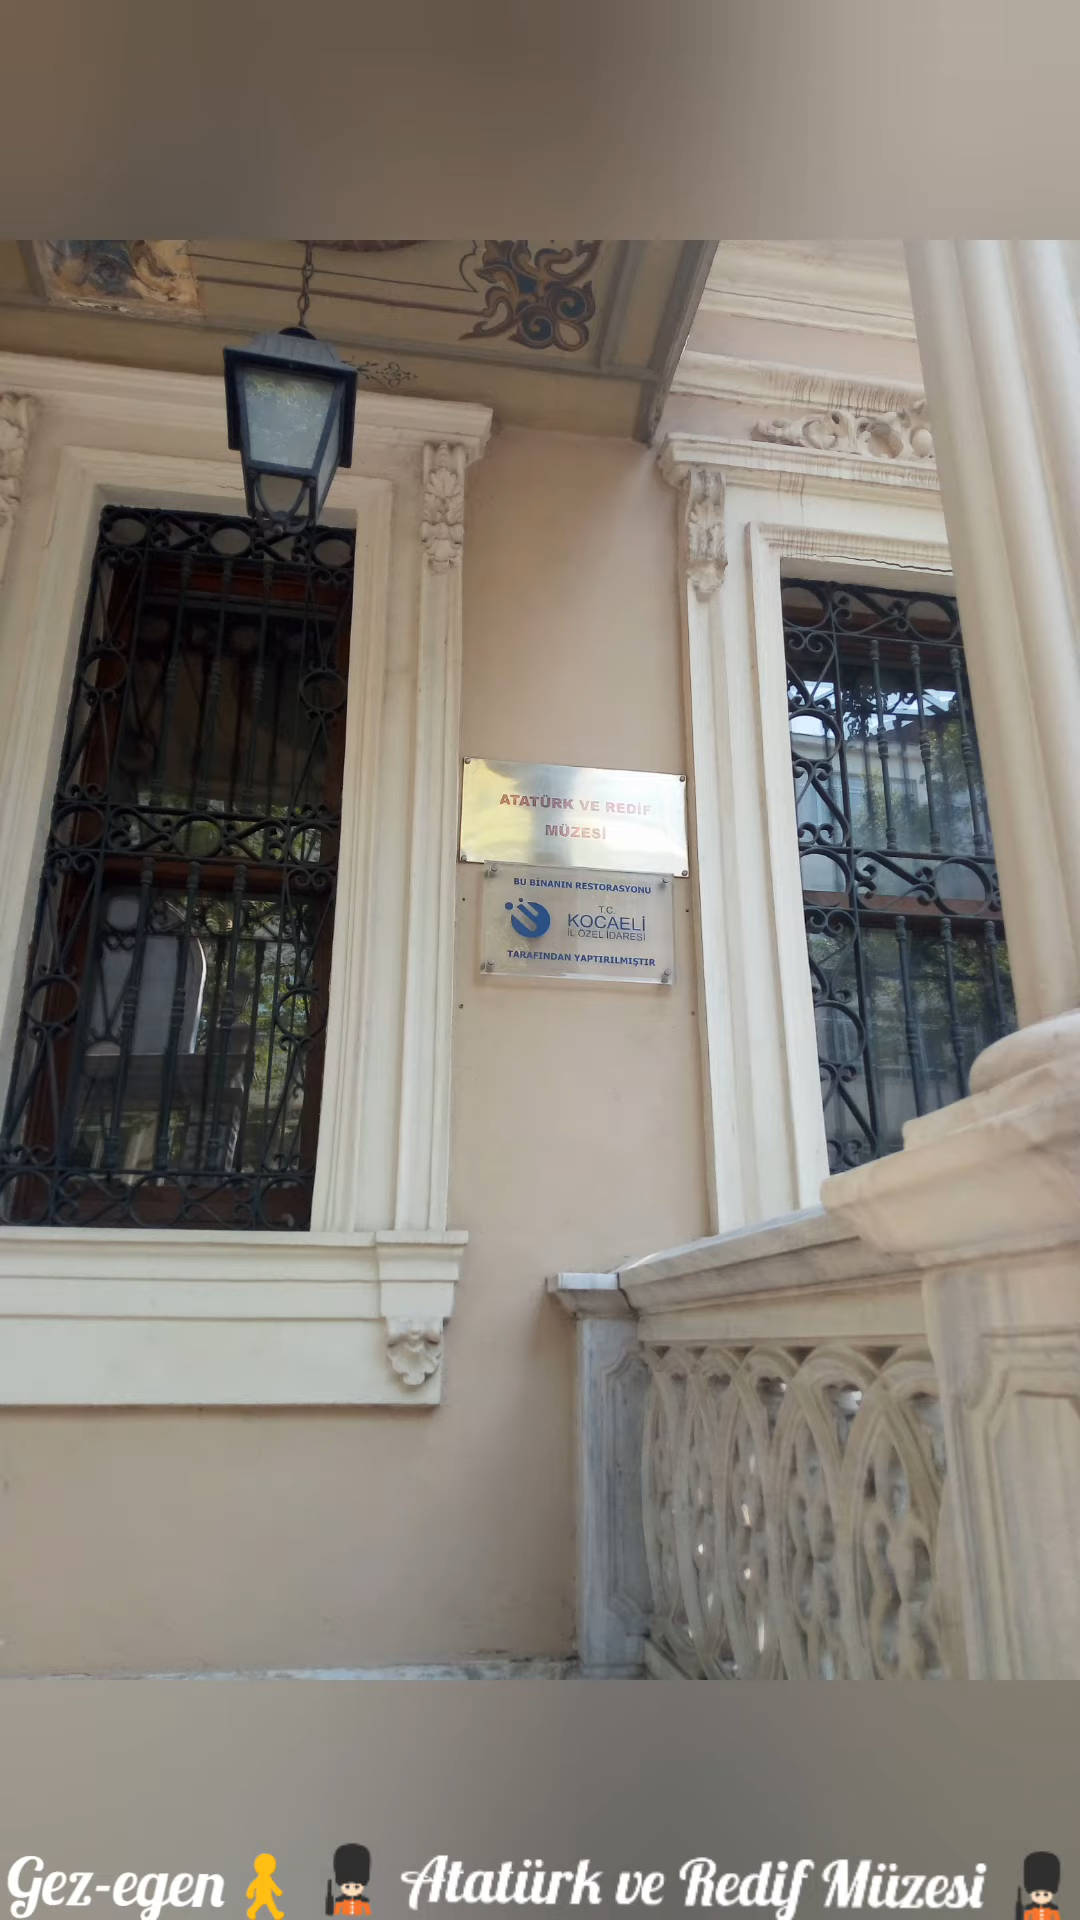 ATATÜRK VE REDİF
MÜZESİ
BU BİNANIN RESTORASYONU
T.C.
KOCAELİ
İL ÖZEL İDARESİ
TARAFINDAN YAPTIRILMIŞTIR
Gez-egen Atatürk ve Redif Müzesi